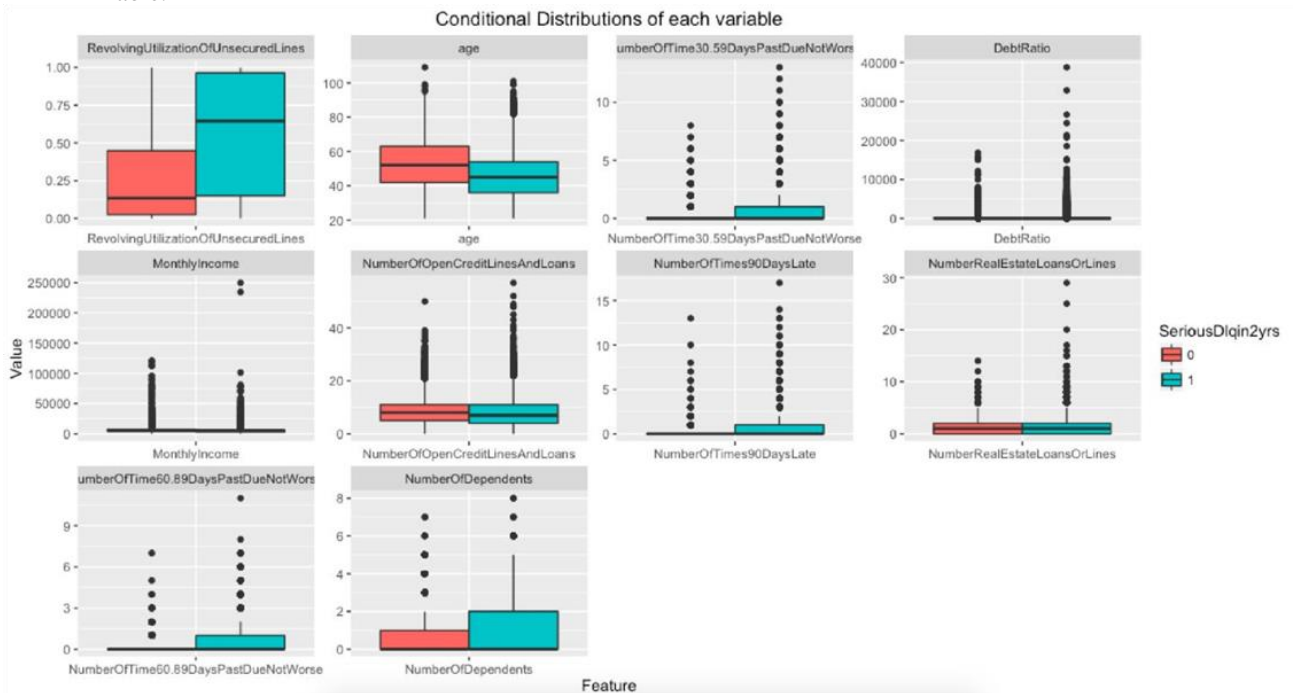 Conditional Distributions of each variable
RevolvingUtilizationOfUnsecuredLines
age
umberOfTime30.59DaysPastDueNotWors
DebtRatio
1.00
0.75
0.50
0.25
0.00
100
80
60
40
20
10
5
0
40000
30000
20000
10000
0
RevolvingUtilizationOfUnsecuredLines
age
NumberOfTime30.59DaysPastDueNotWorse
DebtRatio
MonthlyIncome
NumberOfOpenCreditLinesAndLoans
NumberOfTimes90DaysLate
NumberRealEstateLoansOrLines
Value
250000
200000
150000
100000
50000
0
40
20
0
15
10
5
0
30
20
10
0
SeriousDlqin2yrs
0
1
MonthlyIncome
NumberOfOpenCreditLinesAndLoans
NumberOfTimes90DaysLate
NumberRealEstateLoansOrLines
umberOfTime60.89DaysPastDueNotWors
NumberOfDependents
9
6
3
0
8
6
4
2
0
NumberOfTime60.89DaysPastDueNotWorse
NumberOfDependents
Feature